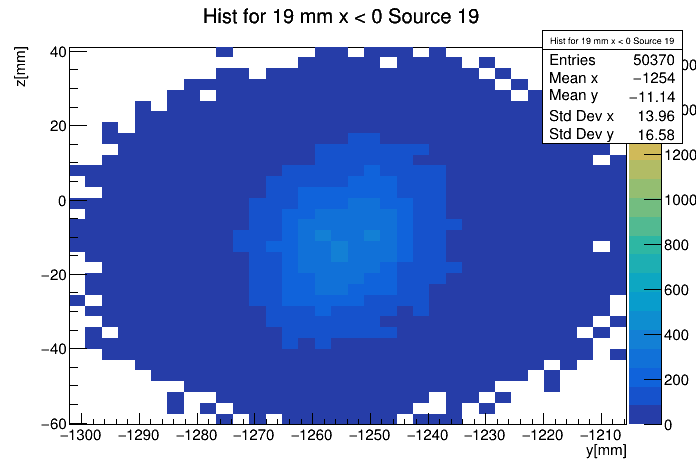 Hist for 19 mm x < 0 Source 19
z[mm]
Hist for 19 mm x < 0 Source 19
Entries 50370
Mean x −1254
Mean y −11.14
Std Dev x 13.96
Std Dev y 16.58
40
20
0
−20
−40
−60
−1300 −1290 −1280 −1270 −1260 −1250 −1240 −1230 −1220 −1210
y[mm]
1200
1000
800
600
400
200
0